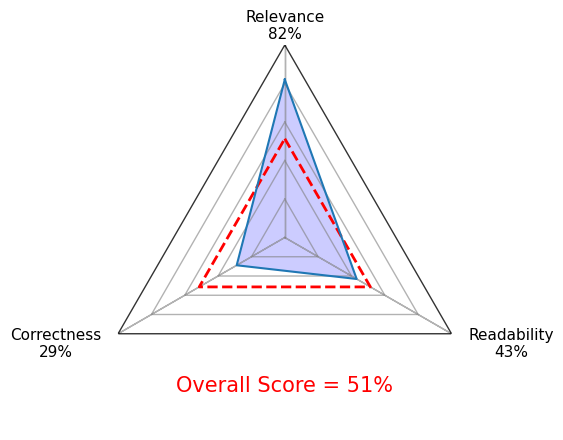 Relevance
82%
Correctness
29%
Readability
43%
Overall Score = 51%